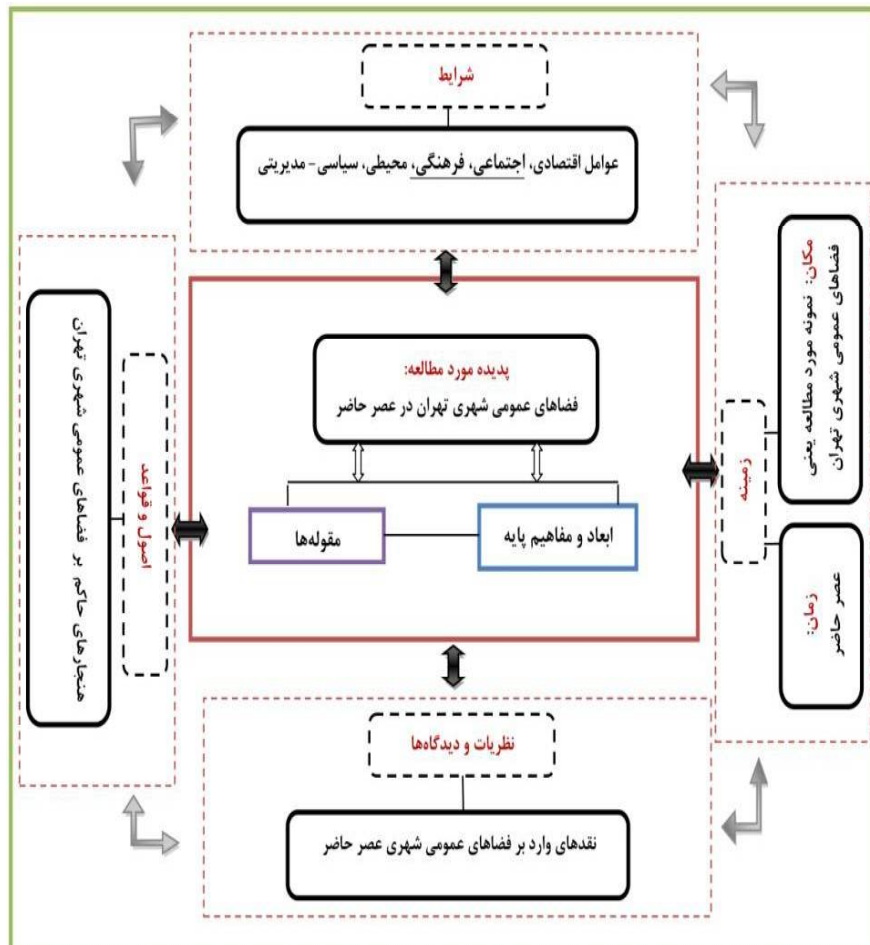 شرایط
عوامل اقتصادی، اجتماعی، فرهنگی، محیطی، سیاسی- مدیریتی
مکان: نمونه مورد مطالعه یعنی
فضاهای عمومی شهری تهران
زمینه
زمان:
عصر حاضر
پدیده مورد مطالعه:
فضاهای عمومی شهری تهران در عصر حاضر
ابعاد و مفاهیم پایه
مقوله‌ها
اصول و قواعد
هنجارهای حاکم بر فضاهای عمومی شهری تهران
نظریات و دیدگاه‌ها
نقدهای وارد بر فضاهای عمومی شهری عصر حاضر